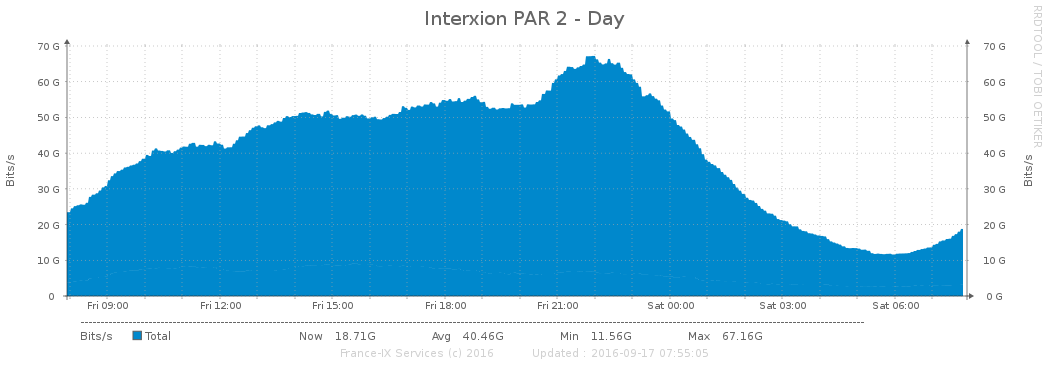 Interxion PAR 2 - Day
RRDTOOL / TOBI OETIKER
Bits/s
70 G 70 G
60 G 60 G
50 G 50 G
40 G 40 G
30 G 30 G
20 G 20 G
10 G 10 G
0 0 G
Bits/s
Fri 09:00 Fri 12:00 Fri 15:00 Fri 18:00 Fri 21:00 Sat 00:00 Sat 03:00 Sat 06:00
Bits/s Total Now 18.71G Avg 40.46G Min 11.56G Max 67.16G
France-IX Services (c) 2016 Updated : 2016-09-17 07:55:05